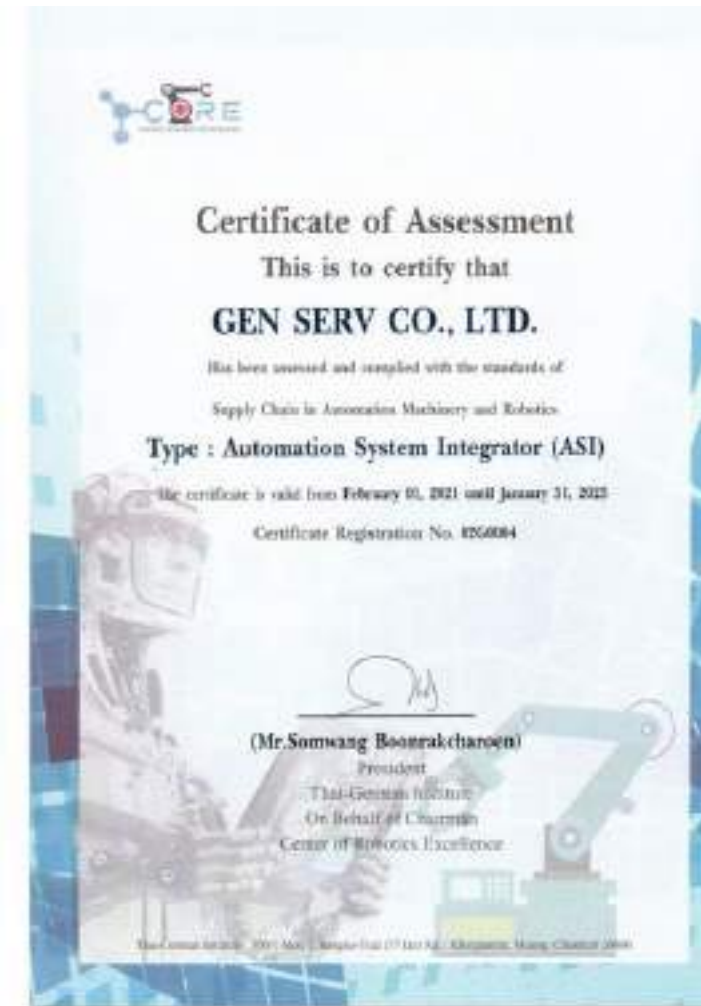 CORE
Certificate of Assessment
This is to certify that
GEN SERV CO., LTD.
Has been assessed and complied with the standards of
Supply Chain in Automation Machinery and Robotics
Type : Automation System Integrator (ASI)
The certificate is valid from February 01, 2021 until January 31, 2023
Certificate Registration No.
(Mr.Somwang Boonrakcharoen)
President
Thai-German Institute
On Behalf of Chairman
Center of Robotics Excellence
Thai-German Institute